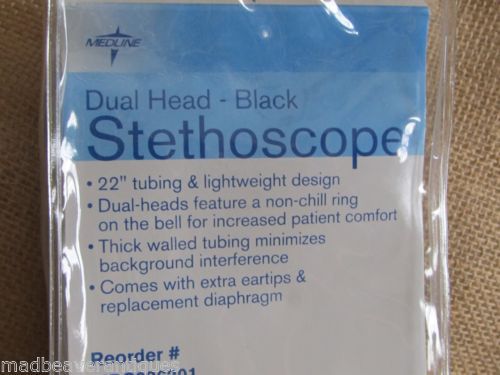 MEDLINE
Dual Head - Black
Stethoscope
• 22" tubing & lightweight design
• Dual-heads feature a non-chill ring
on the bell for increased patient comfort
• Thick walled tubing minimizes
background interference
• Comes with extra eartips &
replacement diaphragm
Reorder #
madbeaverantiques